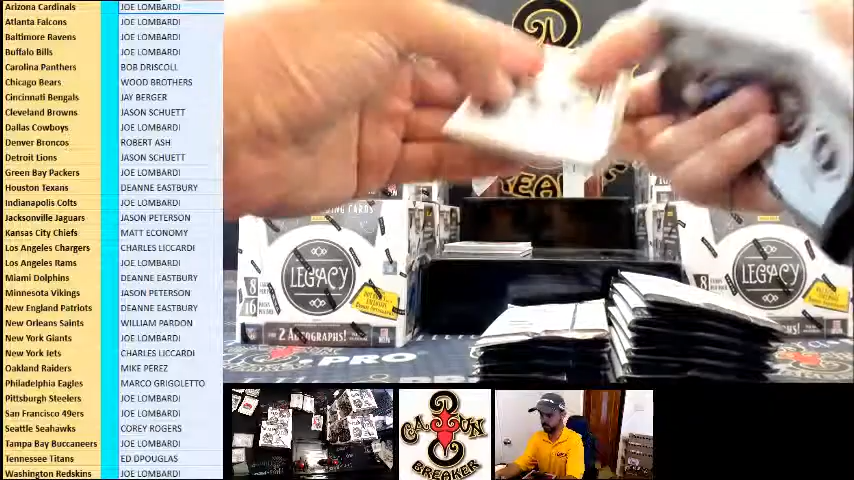 Arizona Cardinals JOE LOMBARDI
Atlanta Falcons JOE LOMBARDI
Baltimore Ravens JOE LOMBARDI
Buffalo Bills JOE LOMBARDI
Carolina Panthers BOB DRISCOLL
Chicago Bears WOOD BROTHERS
Cincinnati Bengals JAY BERGER
Cleveland Browns JASON SCHUETT
Dallas Cowboys JOE LOMBARDI
Denver Broncos ROBERT ASH
Detroit Lions JASON SCHUETT
Green Bay Packers JOE LOMBARDI
Houston Texans DEANNE EASTBURY
Indianapolis Colts JOE LOMBARDI
Jacksonville Jaguars JASON PETERSON
Kansas City Chiefs MATT ECONOMY
Los Angeles Chargers CHARLES LICCARDI
Los Angeles Rams JOE LOMBARDI
Miami Dolphins DEANNE EASTBURY
Minnesota Vikings JASON PETERSON
New England Patriots DEANNE EASTBURY
New Orleans Saints WILLIAM PARDON
New York Giants JOE LOMBARDI
New York Jets CHARLES LICCARDI
Oakland Raiders MIKE PEREZ
Philadelphia Eagles MARCO GRIGOLETTO
Pittsburgh Steelers JOE LOMBARDI
San Francisco 49ers JOE LOMBARDI
Seattle Seahawks COREY ROGERS
Tampa Bay Buccaneers JOE LOMBARDI
Tennessee Titans ED DPOUGLAS
Washington Redskins JOE LOMBARDI
LEGACY
8
16
2 AUTOGRAPHS!
PRO
LEGACY
8
CAJUN
BREAKER